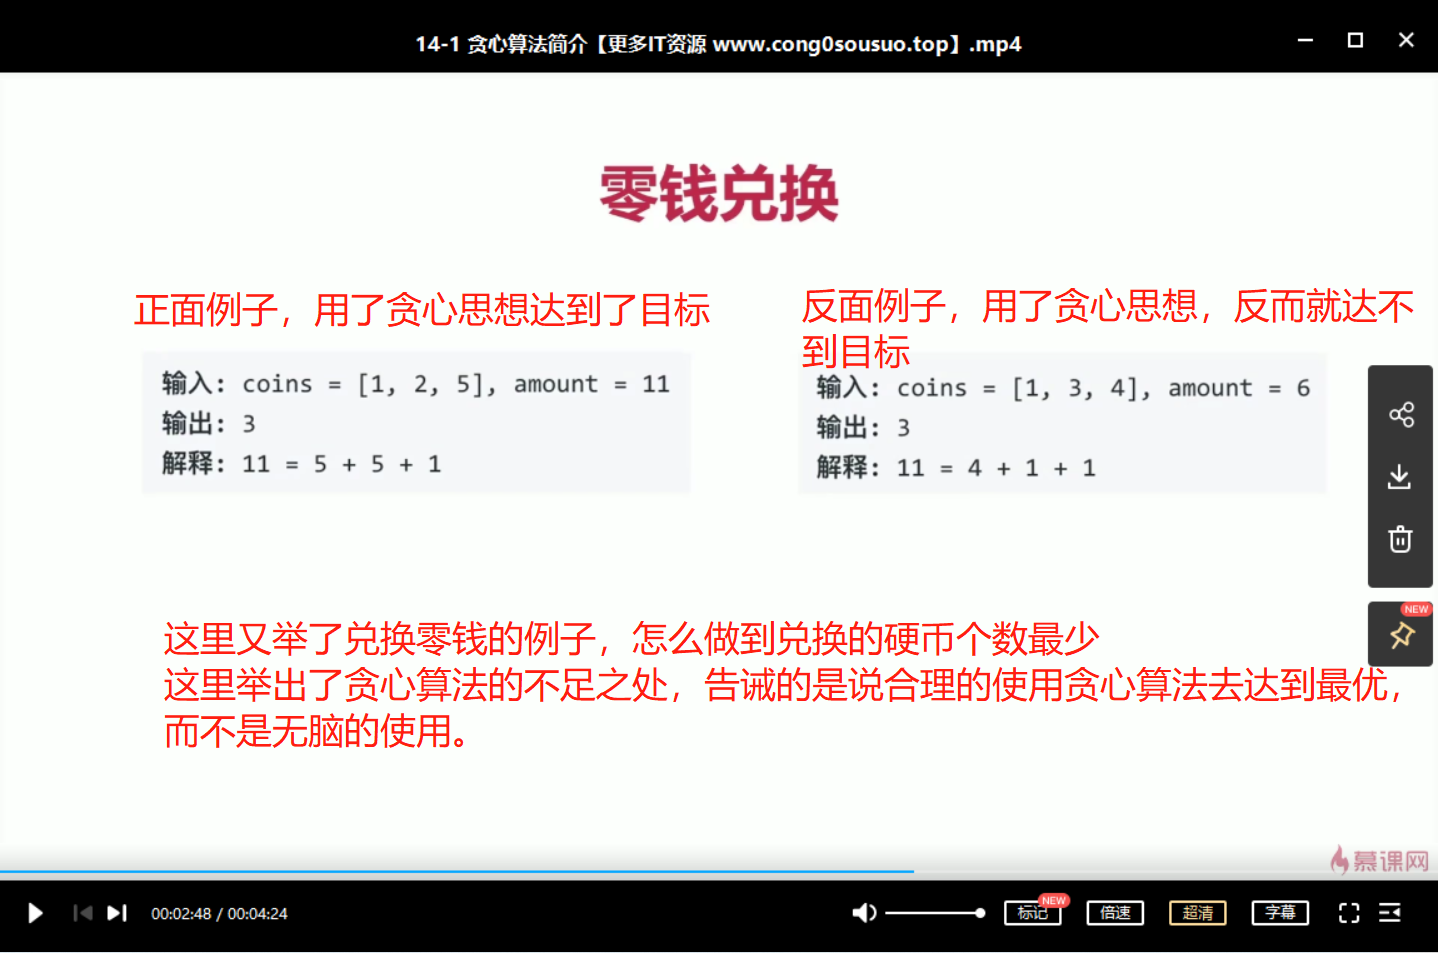 14-1 贪心算法简介【更多IT资源 www.cong0sousuo.top】.mp4
零钱兑换
正面例子，用了贪心思想达到了目标
输入: coins = [1, 2, 5], amount = 11
输出: 3
解释: 11 = 5 + 5 + 1
反面例子，用了贪心思想，反而就达不
到目标
输入: coins = [1, 3, 4], amount = 6
输出: 3
解释: 11 = 4 + 1 + 1
NEW
这里又举了兑换零钱的例子，怎么做到兑换的硬币个数最少
这里举出了贪心算法的不足之处，告诫的是说合理的使用贪心算法去达到最优，
而不是无脑的使用。
慕课网
00:02:48 / 00:04:24
标记
NEW
倍速
超清
字幕